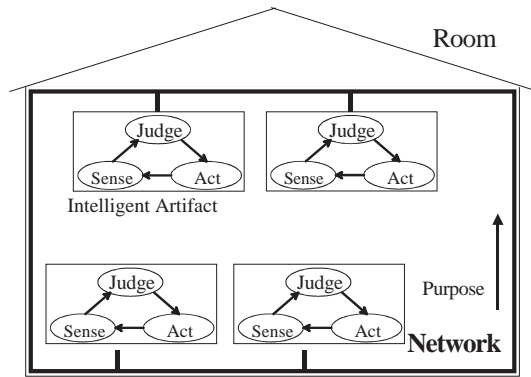 Room
Judge
Judge
Sense
Act
Sense
Act
Intelligent Artifact
Judge
Judge
Purpose
Sense
Act
Sense
Act
Network